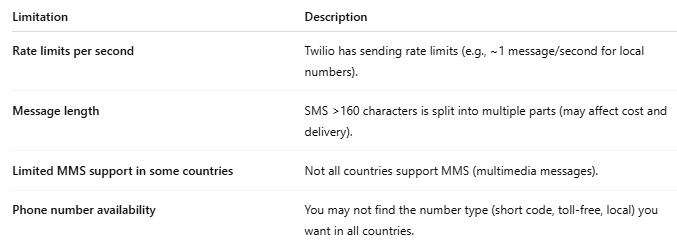 Limitation Description
Rate limits per second Twilio has sending rate limits (e.g., ~1 message/second for local
numbers).
Message length SMS >160 characters is split into multiple parts (may affect cost and
delivery).
Limited MMS support in some countries Not all countries support MMS (multimedia messages).
Phone number availability You may not find the number type (short code, toll-free, local) you
want in all countries.